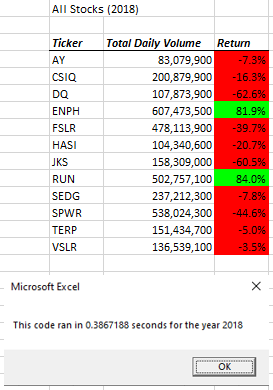 All Stocks (2018)
Ticker Total Daily Volume Return
AY 83,079,900 -7.3%
CSIQ 200,879,900 -16.3%
DQ 107,873,900 -62.6%
ENPH 607,473,500 81.9%
FSLR 478,113,900 -39.7%
HASI 104,340,600 -20.7%
JKS 158,309,000 -60.5%
RUN 502,757,100 84.0%
SEDG 237,212,300 -7.8%
SPWR 538,024,300 -44.6%
TERP 151,434,700 -5.0%
VSLR 136,539,100 -3.5%
Microsoft Excel
This code ran in 0.3867188 seconds for the year 2018
OK